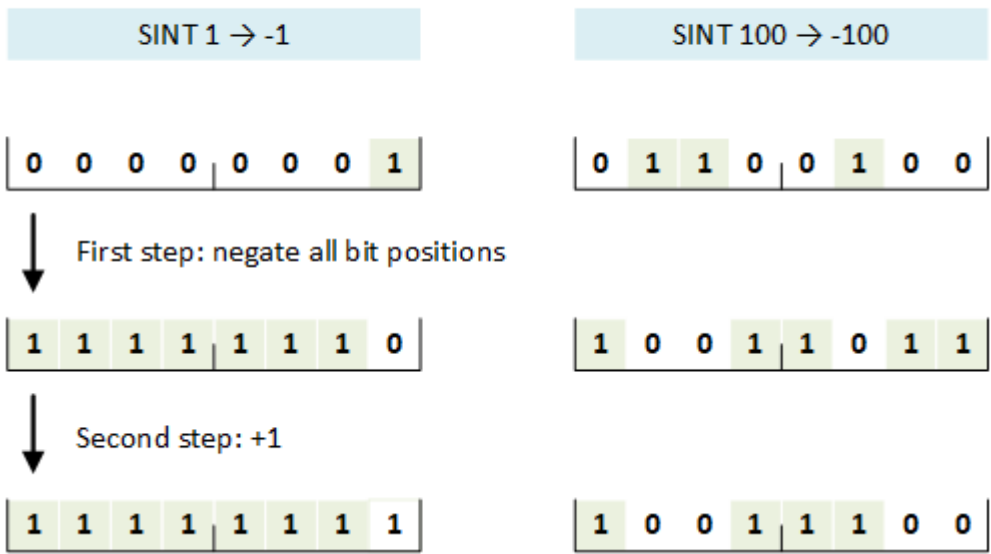 SINT 1 → -1
SINT 100 → -100
0 0 0 0 0 0 0 1
0 1 1 0 0 1 0 0
First step: negate all bit positions
1 1 1 1 1 1 1 0
1 0 0 1 1 0 1 1
Second step: +1
1 1 1 1 1 1 1 1
1 0 0 1 1 1 0 0